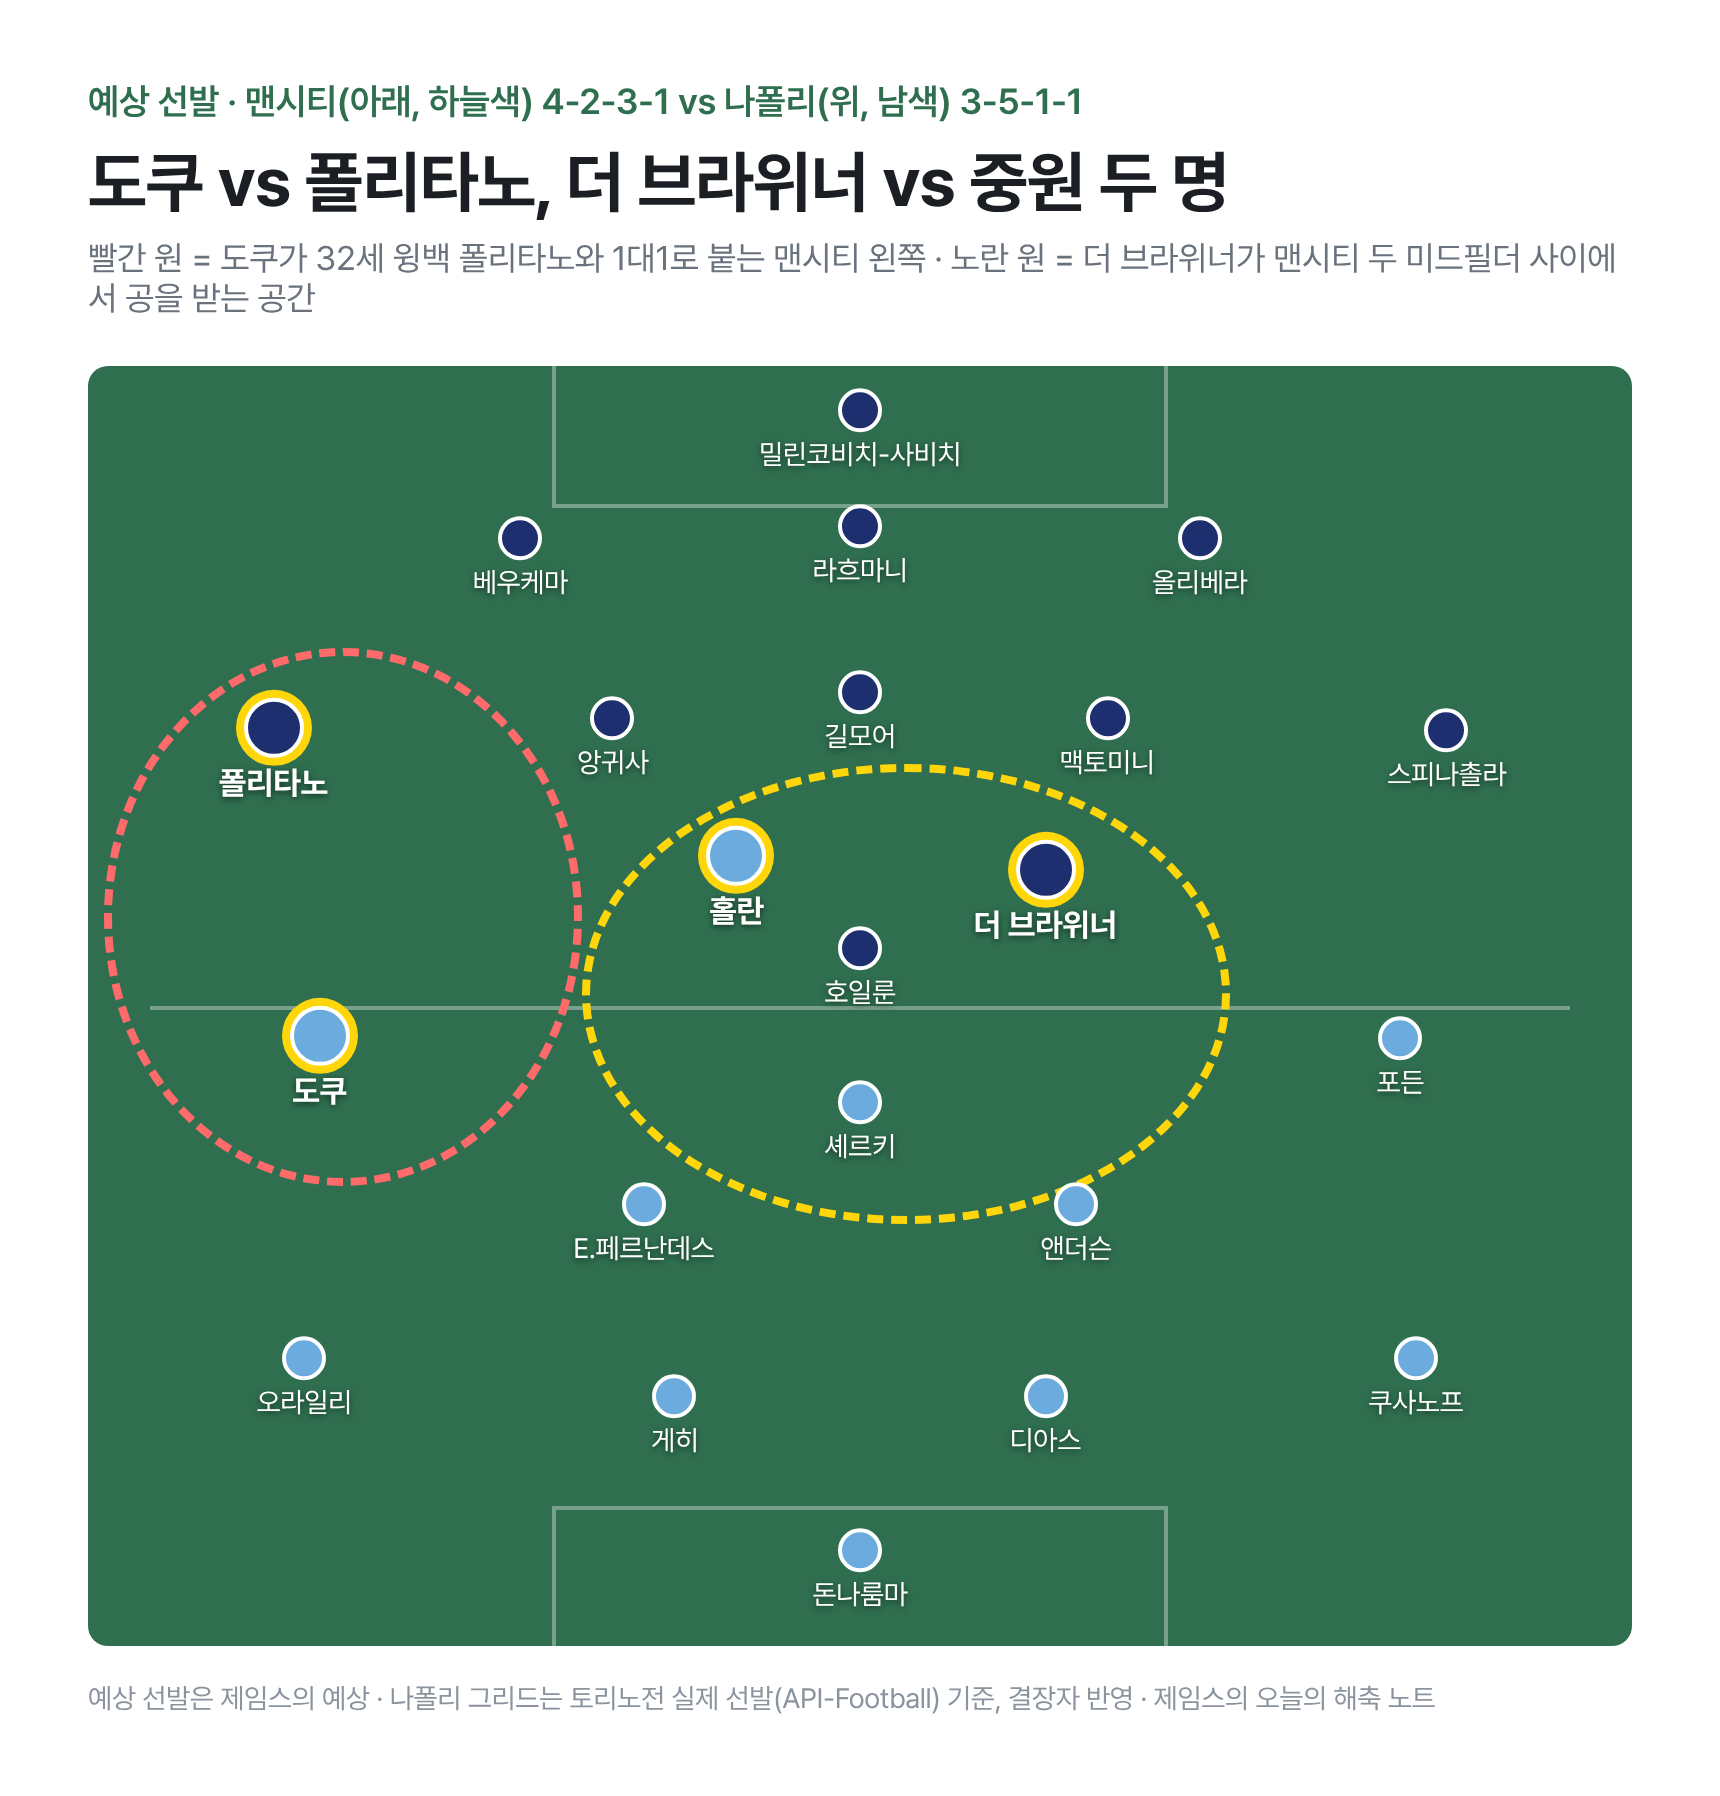 예상 선발 · 맨시티(아래, 하늘색) 4-2-3-1 vs 나폴리(위, 남색) 3-5-1-1
도쿠 vs 폴리타노, 더 브라위너 vs 중원 두 명
빨간 원 = 도쿠가 32세 윙백 폴리타노와 1대1로 붙는 맨시티 왼쪽 · 노란 원 = 더 브라위너가 맨시티 두 미드필더 사이에
서 공을 받는 공간
밀린코비치-사비치
베우케마
라흐마니
올리베라
폴리타노
앙귀사
길모어
맥토미니
스피나촐라
홀란
더 브라위너
호일룬
도쿠
포든
셰르키
E.페르난데스
앤더슨
오라일리
게히
디아스
쿠사노프
돈나룸마
예상 선발은 제임스의 예상 · 나폴리 그리드는 토리노전 실제 선발(API-Football) 기준, 결장자 반영 · 제임스의 오늘의 해축 노트